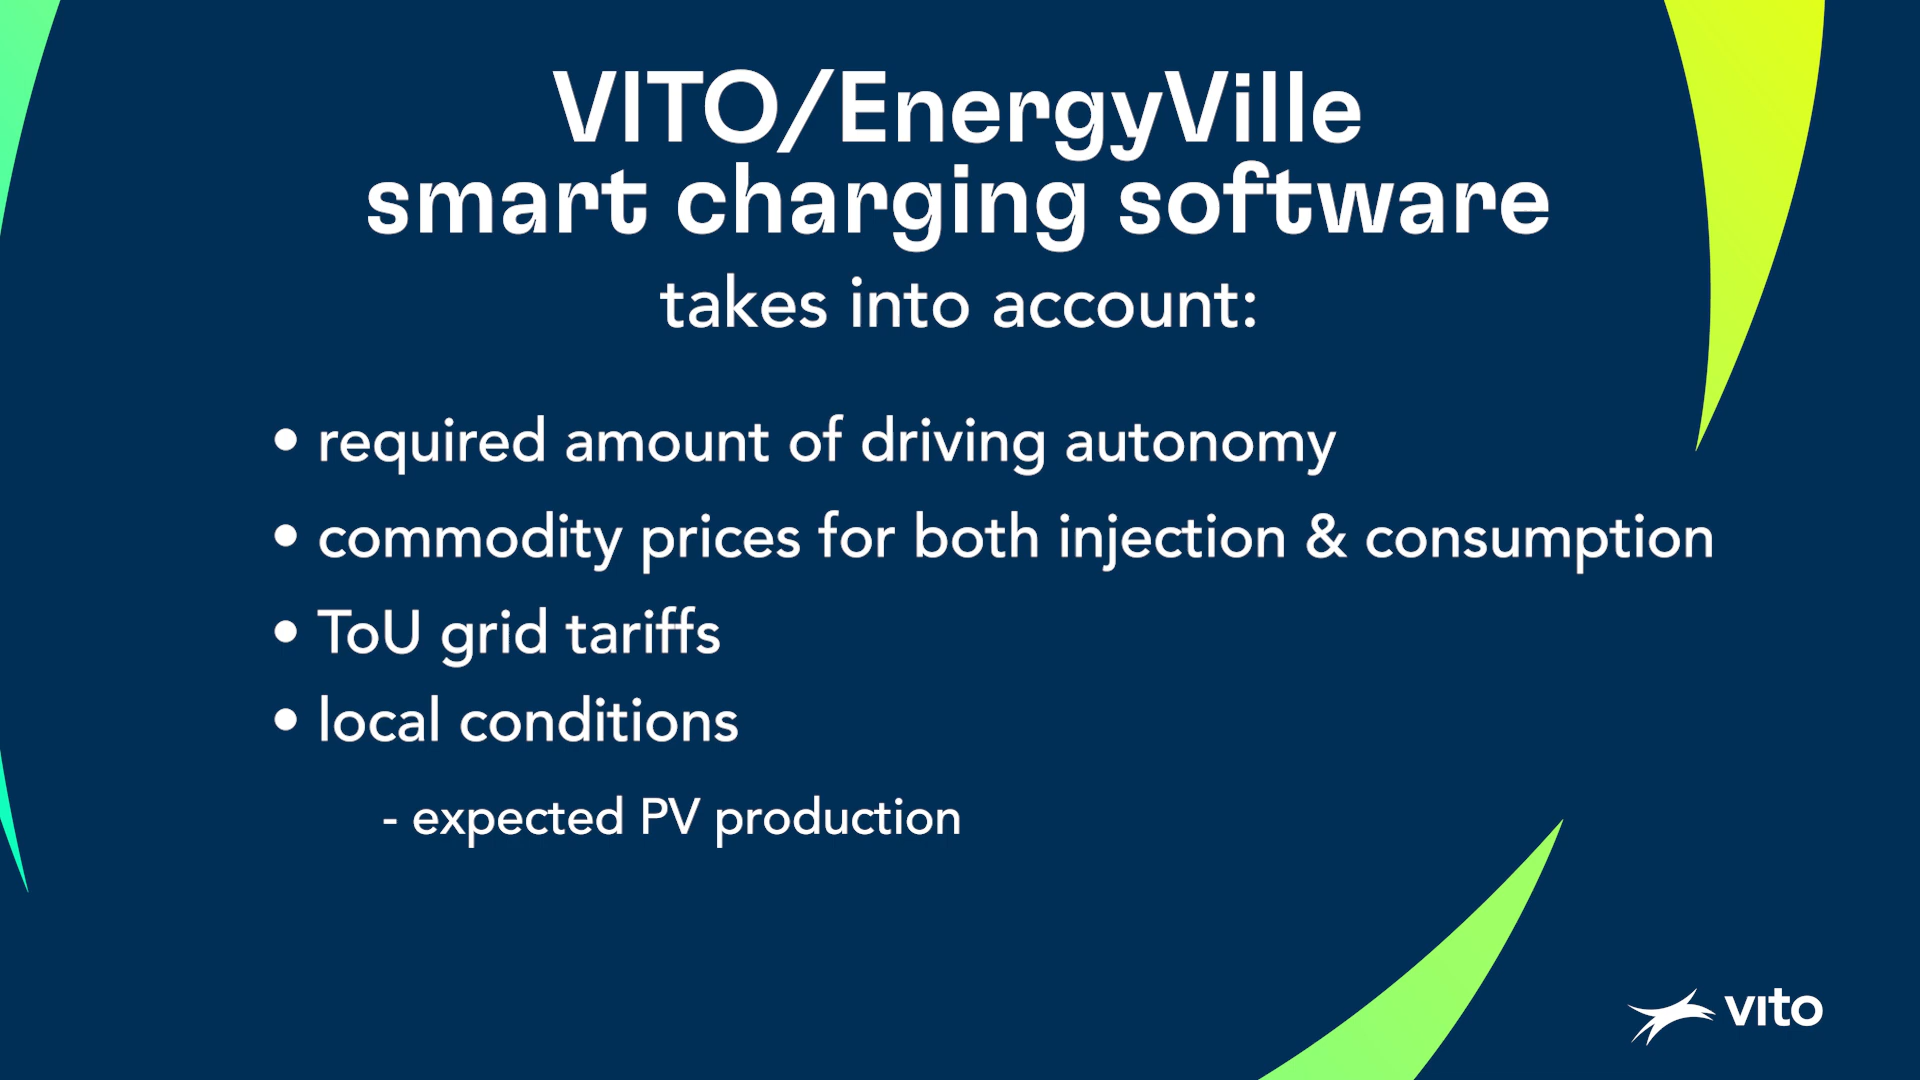 VITO/EnergyVille
smart charging software
takes into account:
• required amount of driving autonomy
• commodity prices for both injection & consumption
• ToU grid tariffs
• local conditions
- expected PV production
vito